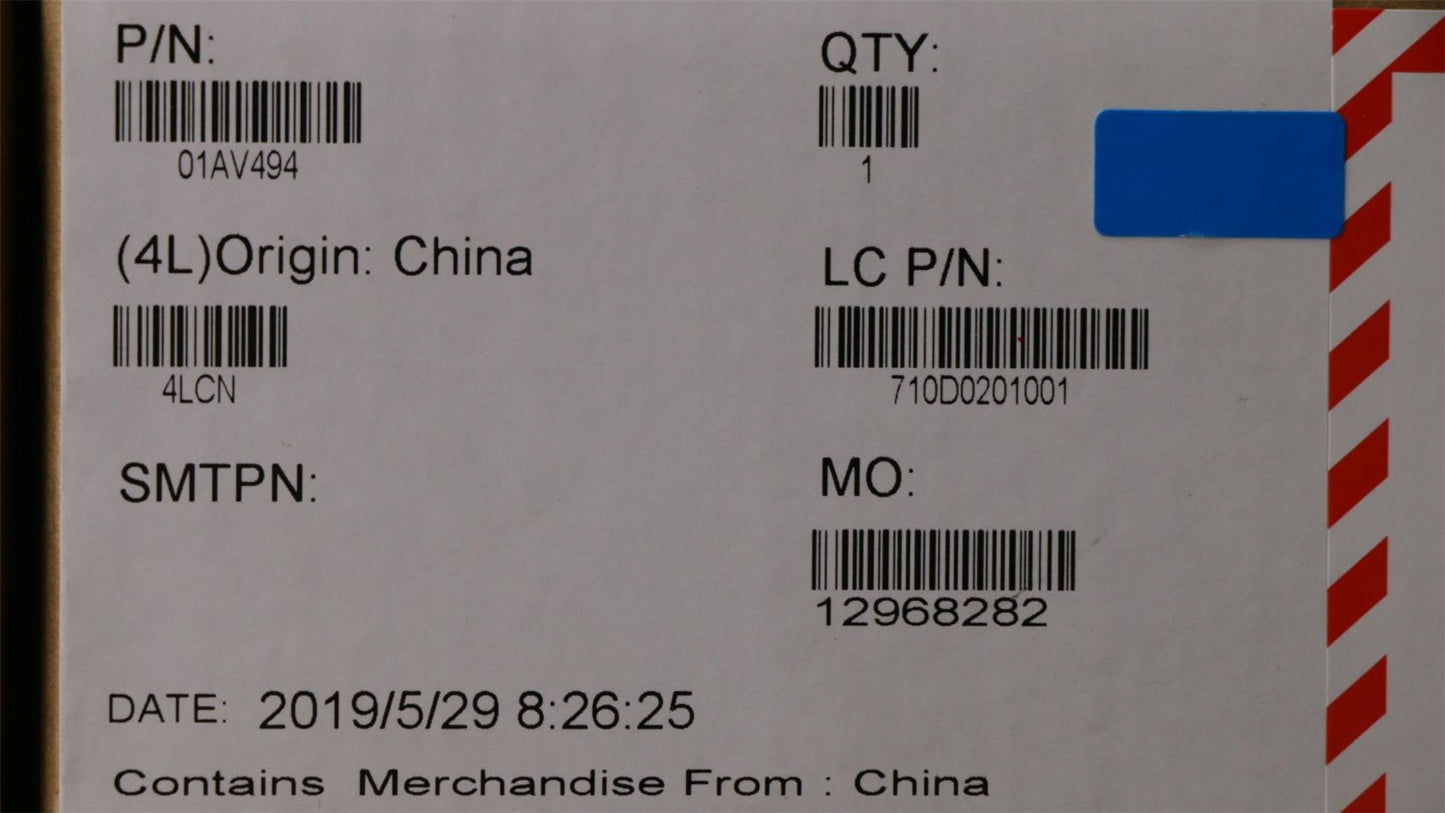 P/N:
01AV494
QTY:
1
(4L)Origin: China
4LCN
LC P/N:
710D0201001
SMTPN:
MO:
12968282
DATE: 2019/5/29 8:26:25
Contains Merchandise From : China